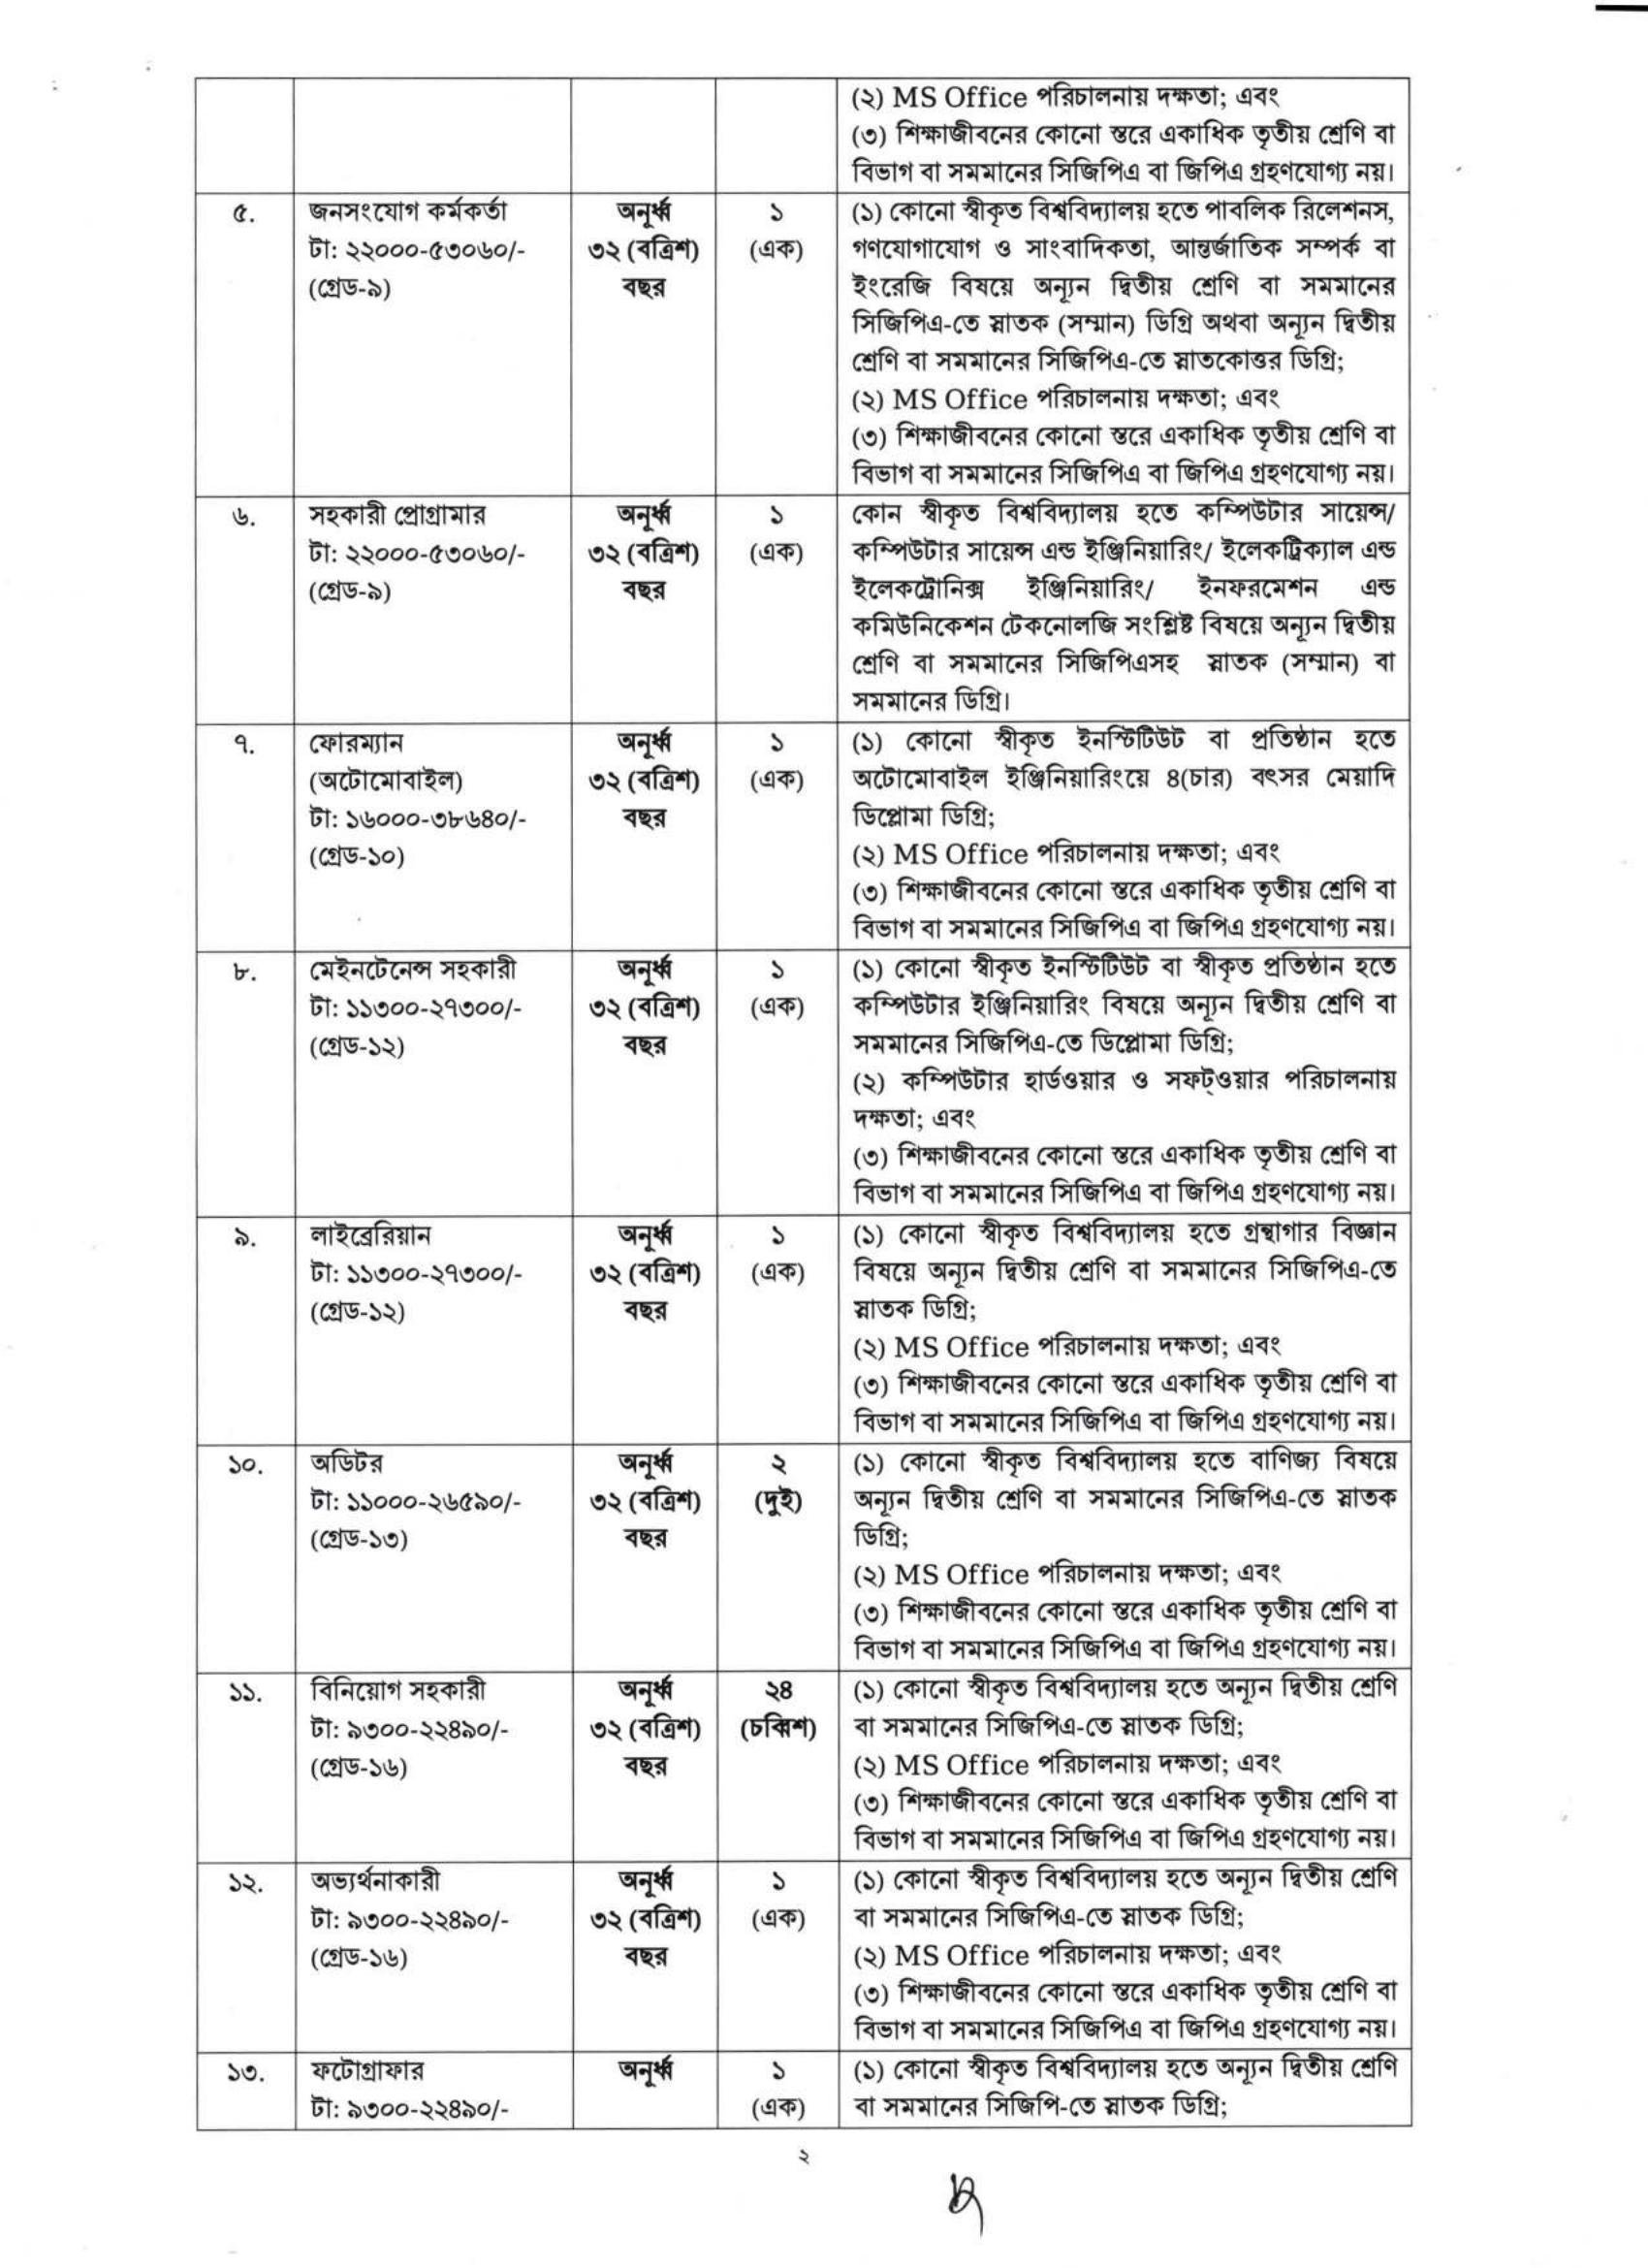 (২) MS Office পরিচালনায় দক্ষতা; এবং
(৩) শিক্ষাজীবনের কোনো স্তরে একাধিক তৃতীয় শ্রেণি বা
বিভাগ বা সমমানের সিজিপিএ বা জিপিএ গ্রহণযোগ্য নয়।
৫.
জনসংযোগ কর্মকর্তা
টা: ২২০০০-৫৩০৬০/-
(গ্রেড-৯)
অনূর্ধ্ব
৩২ (বত্রিশ)
বছর
১
(এক)
(১) কোনো স্বীকৃত বিশ্ববিদ্যালয় হতে পাবলিক রিলেশনস,
গণযোগাযোগ ও সাংবাদিকতা, আন্তর্জাতিক সম্পর্ক বা
ইংরেজি বিষয়ে অন্যূন দ্বিতীয় শ্রেণি বা সমমানের
সিজিপিএ-তে স্নাতক (সম্মান) ডিগ্রি অথবা অন্যূন দ্বিতীয়
শ্রেণি বা সমমানের সিজিপিএ-তে স্নাতকোত্তর ডিগ্রি;
(২) MS Office পরিচালনায় দক্ষতা; এবং
(৩) শিক্ষাজীবনের কোনো স্তরে একাধিক তৃতীয় শ্রেণি বা
বিভাগ বা সমমানের সিজিপিএ বা জিপিএ গ্রহণযোগ্য নয়।
৬.
সহকারী প্রোগ্রামার
টা: ২২০০০-৫৩০৬০/-
(গ্রেড-৯)
অনূর্ধ্ব
৩২ (বত্রিশ)
বছর
১
(এক)
কোন স্বীকৃত বিশ্ববিদ্যালয় হতে কম্পিউটার সায়েন্স/
কম্পিউটার সায়েন্স এন্ড ইঞ্জিনিয়ারিং/ ইলেকট্রিক্যাল এন্ড
ইলেকট্রোনিক্স ইঞ্জিনিয়ারিং/ ইনফরমেশন এন্ড
কমিউনিকেশন টেকনোলজি সংশ্লিষ্ট বিষয়ে অন্যূন দ্বিতীয়
শ্রেণি বা সমমানের সিজিপিএসহ স্নাতক (সম্মান) বা
সমমানের ডিগ্রি।
৭.
ফোরম্যান
(অটোমোবাইল)
টা: ১৬০০০-৩৮৬৪০/-
(গ্রেড-১০)
অনূর্ধ্ব
৩২ (বত্রিশ)
বছর
১
(এক)
(১) কোনো স্বীকৃত ইনস্টিটিউট বা প্রতিষ্ঠান হতে
অটোমোবাইল ইঞ্জিনিয়ারিংয়ে ৪(চার) বৎসর মেয়াদি
ডিপ্লোমা ডিগ্রি;
(২) MS Office পরিচালনায় দক্ষতা; এবং
(৩) শিক্ষাজীবনের কোনো স্তরে একাধিক তৃতীয় শ্রেণি বা
বিভাগ বা সমমানের সিজিপিএ বা জিপিএ গ্রহণযোগ্য নয়।
৮.
মেইনটেনেন্স সহকারী
টা: ১১৩০০-২৭৩০০/-
(গ্রেড-১২)
অনূর্ধ্ব
৩২ (বত্রিশ)
বছর
১
(এক)
(১) কোনো স্বীকৃত ইনস্টিটিউট বা স্বীকৃত প্রতিষ্ঠান হতে
কম্পিউটার ইঞ্জিনিয়ারিং বিষয়ে অন্যূন দ্বিতীয় শ্রেণি বা
সমমানের সিজিপিএ-তে ডিপ্লোমা ডিগ্রি;
(২) কম্পিউটার হার্ডওয়ার ও সফট্ওয়ার পরিচালনায়
দক্ষতা; এবং
(৩) শিক্ষাজীবনের কোনো স্তরে একাধিক তৃতীয় শ্রেণি বা
বিভাগ বা সমমানের সিজিপিএ বা জিপিএ গ্রহণযোগ্য নয়।
৯.
লাইব্রেরিয়ান
টা: ১১৩০০-২৭৩০০/-
(গ্রেড-১২)
অনূর্ধ্ব
৩২ (বত্রিশ)
বছর
১
(এক)
(১) কোনো স্বীকৃত বিশ্ববিদ্যালয় হতে গ্রন্থাগার বিজ্ঞান
বিষয়ে অন্যূন দ্বিতীয় শ্রেণি বা সমমানের সিজিপিএ-তে
স্নাতক ডিগ্রি;
(২) MS Office পরিচালনায় দক্ষতা; এবং
(৩) শিক্ষাজীবনের কোনো স্তরে একাধিক তৃতীয় শ্রেণি বা
বিভাগ বা সমমানের সিজিপিএ বা জিপিএ গ্রহণযোগ্য নয়।
১০.
অডিটর
টা: ১১০০০-২৬৫৯০/-
(গ্রেড-১৩)
অনূর্ধ্ব
৩২ (বত্রিশ)
বছর
২
(দুই)
(১) কোনো স্বীকৃত বিশ্ববিদ্যালয় হতে বাণিজ্য বিষয়ে
অন্যূন দ্বিতীয় শ্রেণি বা সমমানের সিজিপিএ-তে স্নাতক
ডিগ্রি;
(২) MS Office পরিচালনায় দক্ষতা; এবং
(৩) শিক্ষাজীবনের কোনো স্তরে একাধিক তৃতীয় শ্রেণি বা
বিভাগ বা সমমানের সিজিপিএ বা জিপিএ গ্রহণযোগ্য নয়।
১১.
বিনিয়োগ সহকারী
টা: ৯৩০০-২২৪৯০/-
(গ্রেড-১৬)
অনূর্ধ্ব
৩২ (বত্রিশ)
বছর
২৪
(চব্বিশ)
(১) কোনো স্বীকৃত বিশ্ববিদ্যালয় হতে অন্যূন দ্বিতীয় শ্রেণি
বা সমমানের সিজিপিএ-তে স্নাতক ডিগ্রি;
(২) MS Office পরিচালনায় দক্ষতা; এবং
(৩) শিক্ষাজীবনের কোনো স্তরে একাধিক তৃতীয় শ্রেণি বা
বিভাগ বা সমমানের সিজিপিএ বা জিপিএ গ্রহণযোগ্য নয়।
১২.
অভ্যর্থনাকারী
টা: ৯৩০০-২২৪৯০/-
(গ্রেড-১৬)
অনূর্ধ্ব
৩২ (বত্রিশ)
বছর
১
(এক)
(১) কোনো স্বীকৃত বিশ্ববিদ্যালয় হতে অন্যূন দ্বিতীয় শ্রেণি
বা সমমানের সিজিপিএ-তে স্নাতক ডিগ্রি;
(২) MS Office পরিচালনায় দক্ষতা; এবং
(৩) শিক্ষাজীবনের কোনো স্তরে একাধিক তৃতীয় শ্রেণি বা
বিভাগ বা সমমানের সিজিপিএ বা জিপিএ গ্রহণযোগ্য নয়।
১৩.
ফটোগ্রাফার
টা: ৯৩০০-২২৪৯০/-
অনূর্ধ্ব
১
(এক)
(১) কোনো স্বীকৃত বিশ্ববিদ্যালয় হতে অন্যূন দ্বিতীয় শ্রেণি
বা সমমানের সিজিপি-তে স্নাতক ডিগ্রি;
২